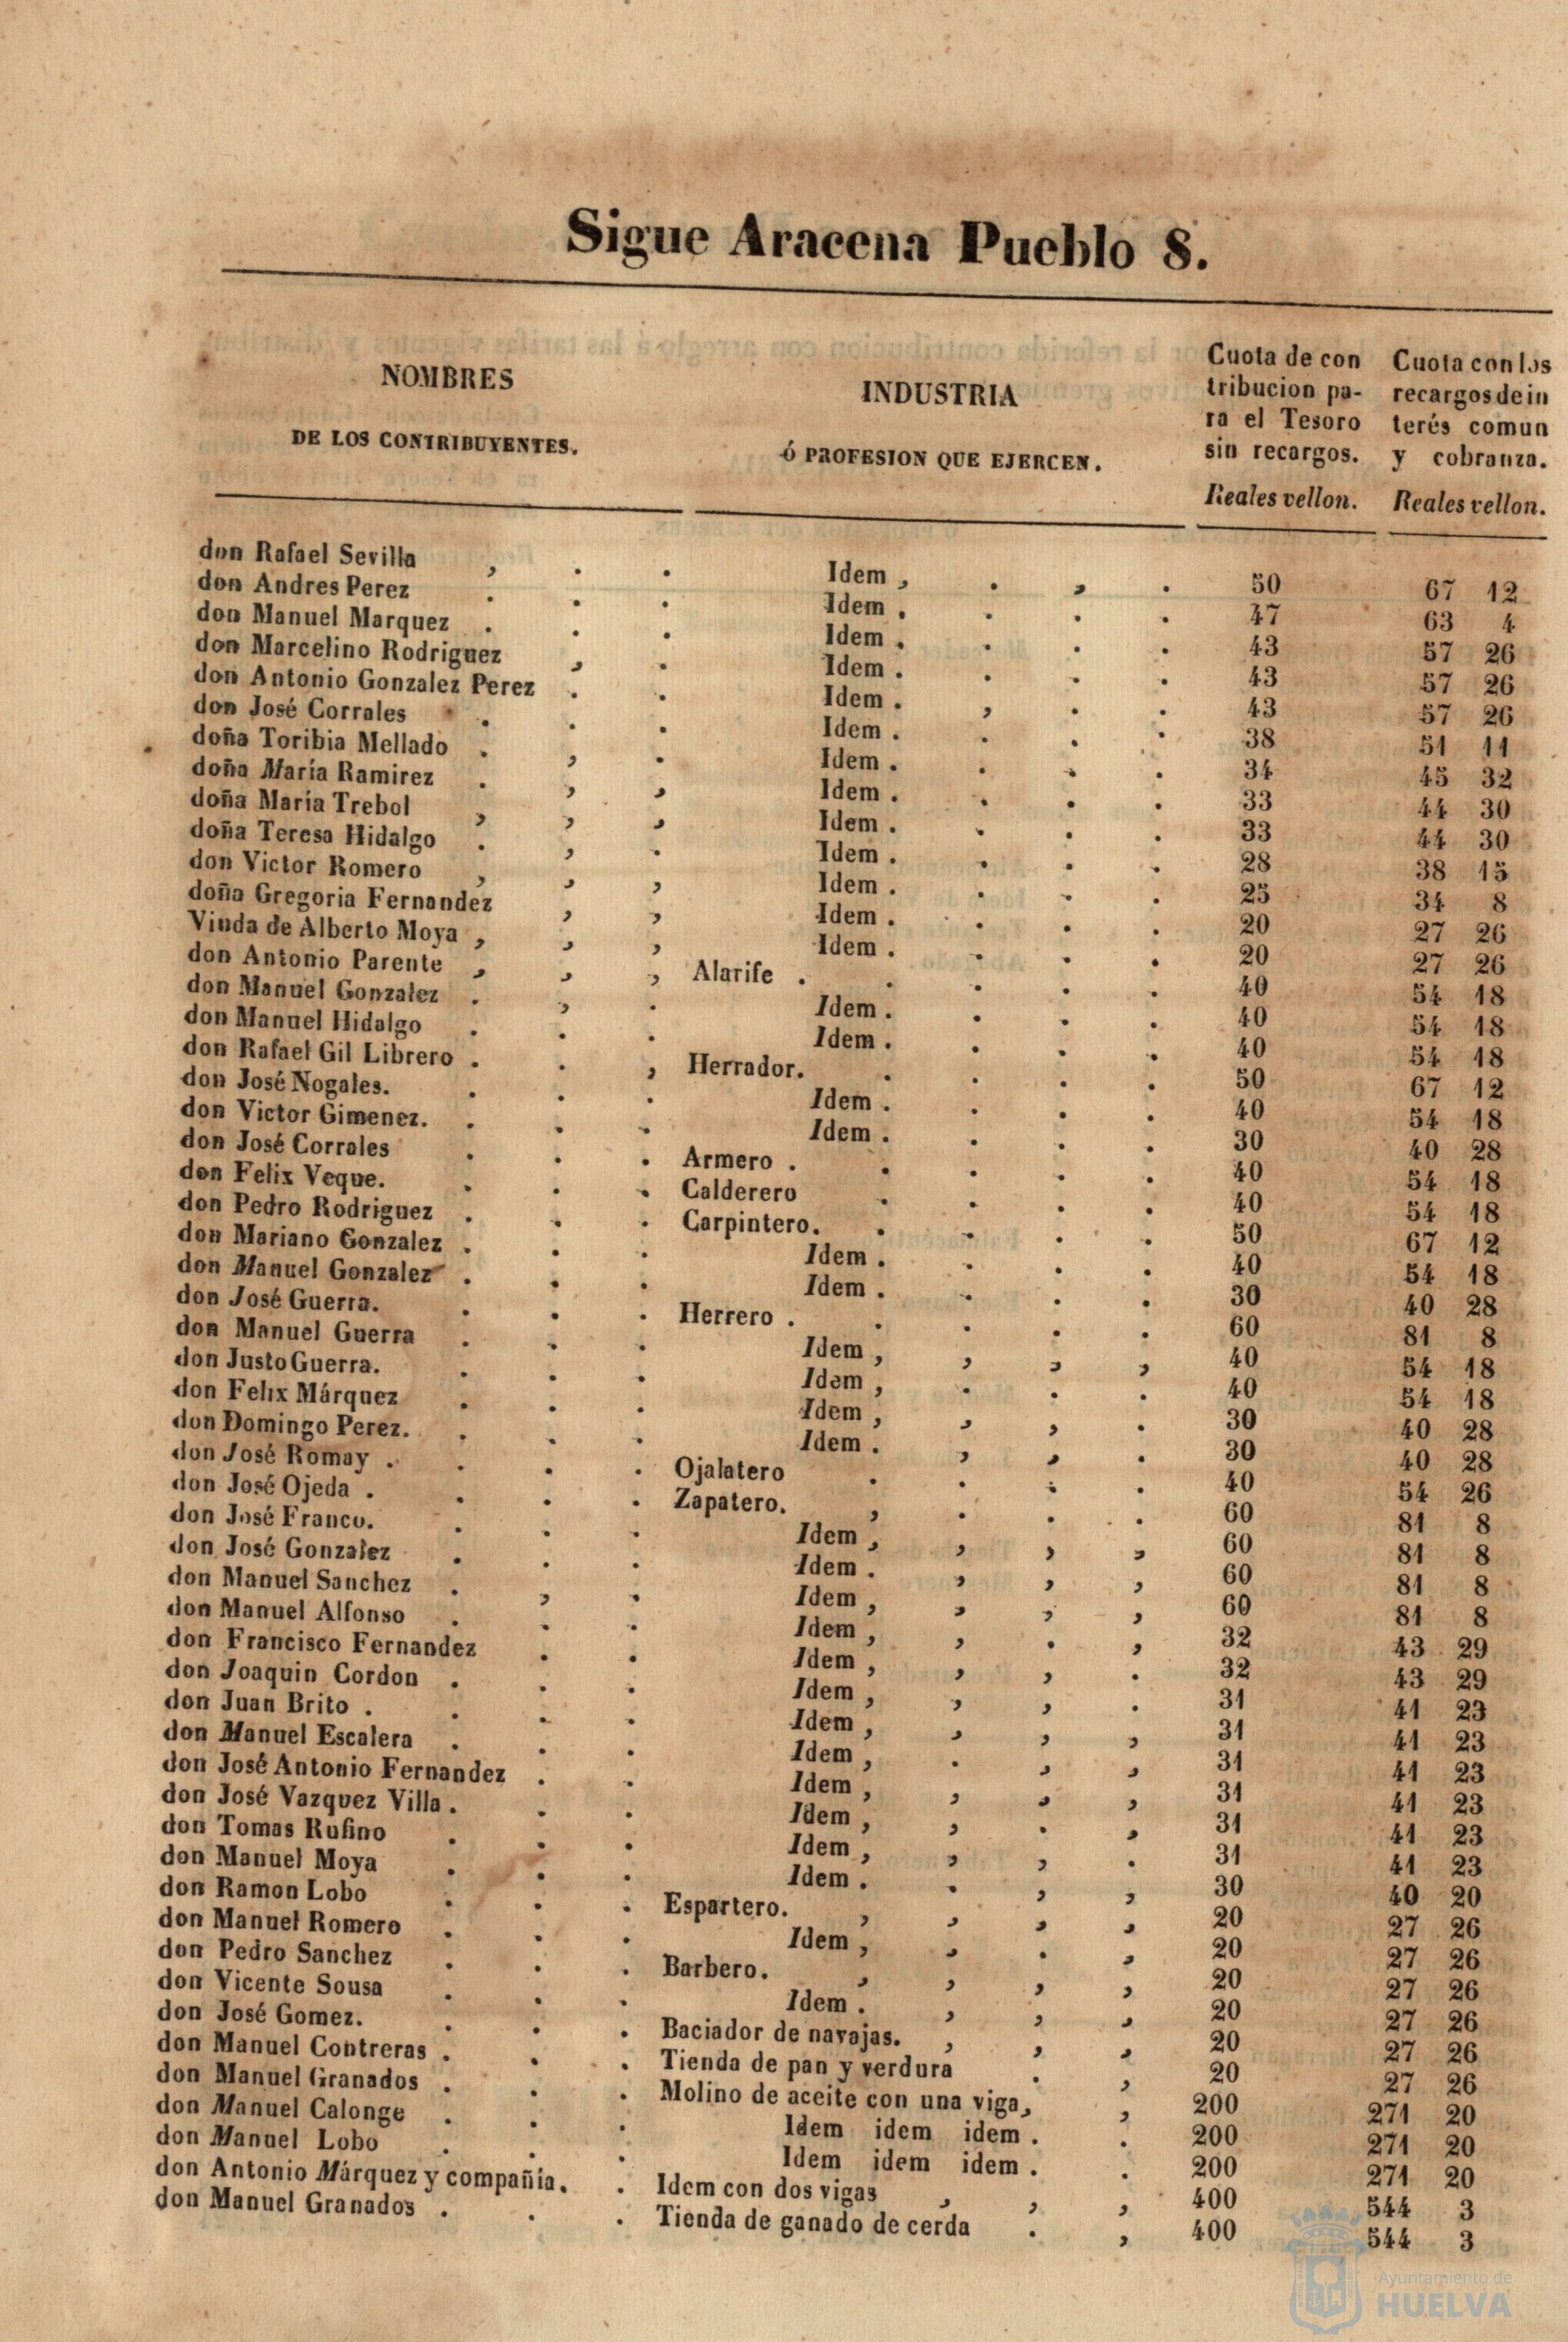 Sigue Aracena Pueblo 8.
NOMBRES
DE LOS CONTRIBUYENTES.
INDUSTRIA
Ó PROFESION QUE EJERCEN.
Cuota de con
tribucion pa-
ra el Tesoro
sin recargos.
Reales vellon.
Cuota con los
recargos de in
terés comun
y cobranza.
Reales vellon.
don Rafael Sevilla , . . Idem , . , . 50 67 12
don Andres Perez . . . Idem . . . . 47 63 4
don Manuel Marquez . . . Idem . . . . 43 57 26
don Marcelino Rodriguez , . Idem . . . . 43 57 26
don Antonio Gonzalez Perez . . Idem . , . . 43 57 26
don José Corrales . . . Idem . . . . 38 51 11
doña Toribia Mellado . , . Idem . . . . 34 45 32
doña María Ramirez . , , Idem . . . . 33 44 30
doña María Trebol , , , Idem . . . . 33 44 30
doña Teresa Hidalgo . , . Idem . . . . 28 38 15
don Victor Romero , , , Idem . . . . 25 34 8
doña Gregoria Fernandez , , Idem . . . . 20 27 26
Viuda de Alberto Moya , , , Idem . . . . 20 27 26
don Antonio Parente , , , Alarife . . . . . 40 54 18
don Manuel Gonzalez . , . Idem . . . . 40 54 18
don Manuel Hidalgo . . . Idem . . . . 40 54 18
don Rafael Gil Librero . . , Herrador. . . . . 50 67 12
don José Nogales. . . . Idem . . . . 40 54 18
don Victor Gimenez. . . . Idem . . . . 30 40 28
don José Corrales . . . Armero . . . . . 40 54 18
don Felix Veque. . . . Calderero . . . . 40 54 18
don Pedro Rodriguez . . . Carpintero. . . . . 50 67 12
don Mariano Gonzalez . . . Idem . . . . 40 54 18
don Manuel Gonzalez . . . Idem . . . . 30 40 28
don José Guerra. . . . Herrero . . . . . 60 81 8
don Manuel Guerra . . . Idem , , , , 40 54 18
don Justo Guerra. . . . Idem , . . . 40 54 18
don Felix Márquez . . . Idem , , , . 30 40 28
don Domingo Perez. . . . Idem . , , . 30 40 28
don José Romay . . . . Ojalatero . . . . 40 54 26
don José Ojeda . . . . Zapatero. , . . . 60 81 8
don José Franco. . . . Idem , , , , 60 81 8
don José Gonzalez . . . Idem . , , , 60 81 8
don Manuel Sanchez . , . Idem , , , , 60 81 8
don Manuel Alfonso . . . Idem , , . , 32 43 29
don Francisco Fernandez . . Idem , , , . 32 43 29
don Joaquin Cordon . . . Idem , , , . 31 41 23
don Juan Brito . . . . Idem , , , , 31 41 23
don Manuel Escalera . . . Idem , . , , 31 41 23
don José Antonio Fernandez . . Idem , , , , 31 41 23
don José Vazquez Villa . . . Idem , , . , 31 41 23
don Tomas Rufino . . . Idem , , , . 31 41 23
don Manuel Moya . . . Idem . . , , 30 40 20
don Ramon Lobo . . . Espartero. , , , , 20 27 26
don Manuel Romero . . . Idem , , . , 20 27 26
don Pedro Sanchez . . . Barbero. , , , , 20 27 26
don Vicente Sousa . . . Idem . , , , 20 27 26
don José Gomez. . . . Baciador de navajas. , , , 20 27 26
don Manuel Contreras . . . Tienda de pan y verdura . , 20 27 26
don Manuel Granados . . . Molino de aceite con una viga, , 200 271 20
don Manuel Calonge . . . Idem idem idem . . 200 271 20
don Manuel Lobo . . . Idem idem idem . . 200 271 20
don Antonio Márquez y compañía. . Idem con dos vigas , , , 400 544 3
don Manuel Granados . . . Tienda de ganado de cerda . , 400 544 3
Ayuntamiento de
HUELVA